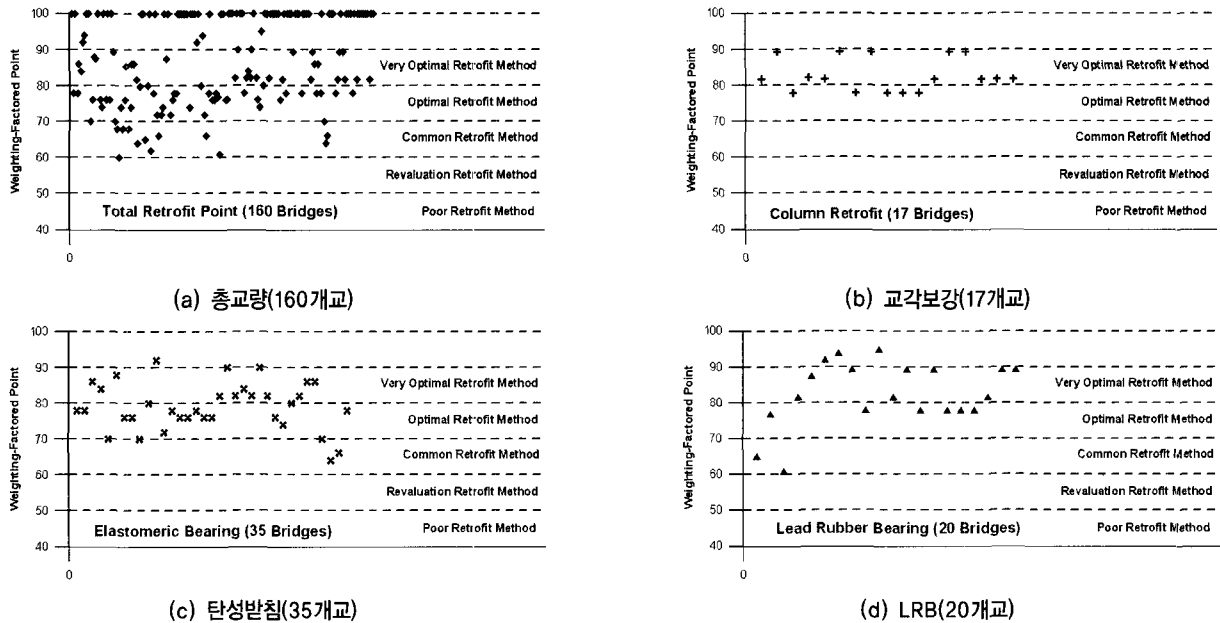 Weighting-Factored Point
100
90
80
70
60
50
40
0
Very Optimal Retrofit Method
Optimal Retrofit Method
Common Retrofit Method
Revaluation Retrofit Method
Poor Retrofit Method
Total Retrofit Point (160 Bridges)
(a) 총교량(160개교)
Weighting-Factored Point
100
90
80
70
60
50
40
0
Very Optimal Retrofit Method
Optimal Retrofit Method
Common Retrofit Method
Revaluation Retrofit Method
Poor Retrofit Method
Column Retrofit (17 Bridges)
(b) 교각보강(17개교)
Weighting-Factored Point
100
90
80
70
60
50
40
0
Very Optimal Retrofit Method
Optimal Retrofit Method
Common Retrofit Method
Revaluation Retrofit Method
Poor Retrofit Method
Elastomeric Bearing (35 Bridges)
(c) 탄성받침(35개교)
Weighting-Factored Point
100
90
80
70
60
50
40
0
Very Optimal Retrofit Method
Optimal Retrofit Method
Common Retrofit Method
Revaluation Retrofit Method
Poor Retrofit Method
Lead Rubber Bearing (20 Bridges)
(d) LRB(20개교)